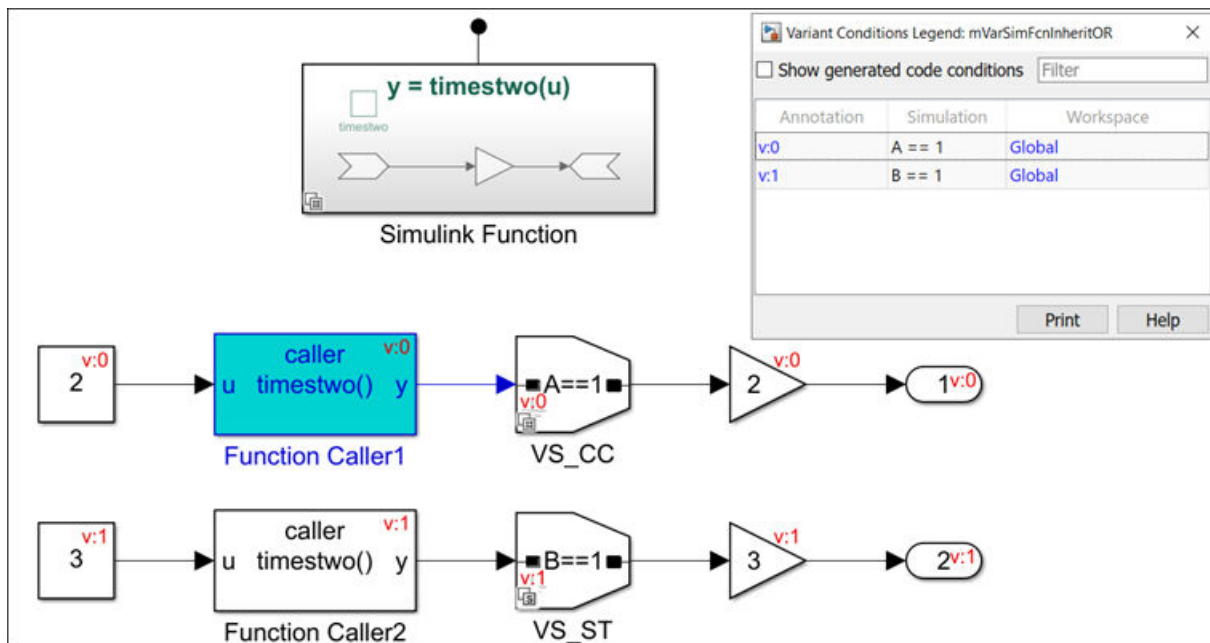 y = timestwo(u)
timestwo
Simulink Function
Variant Conditions Legend: mVarSimFcnInheritOR
Show generated code conditions
Filter
Annotation Simulation Workspace
v:0 A == 1 Global
v:1 B == 1 Global
Print Help
2 v:0
caller v:0
u timestwo() y
Function Caller1
A==1
v:0
VS_CC
2 v:0
1 v:0
3 v:1
caller v:1
u timestwo() y
Function Caller2
B==1
v:1
S
VS_ST
3 v:1
2 v:1